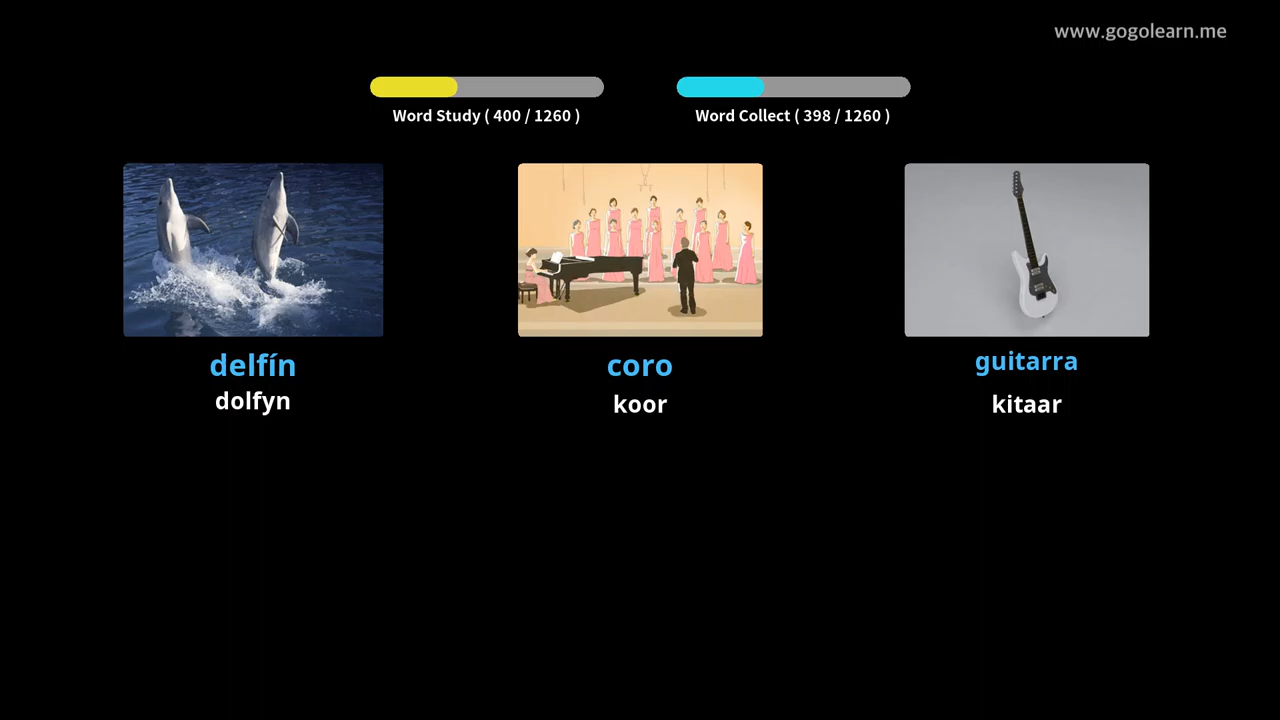 www.gogolearn.me
Word Study ( 400 / 1260 )
Word Collect ( 398 / 1260 )
delfín
dolfyn
coro
koor
guitarra
kitaar